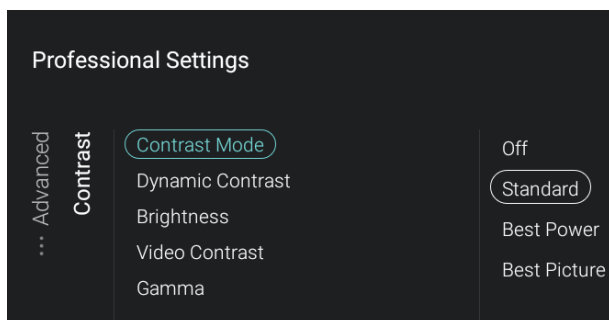 Professional Settings
... Advanced
Contrast
Contrast Mode
Dynamic Contrast
Brightness
Video Contrast
Gamma
Off
Standard
Best Power
Best Picture